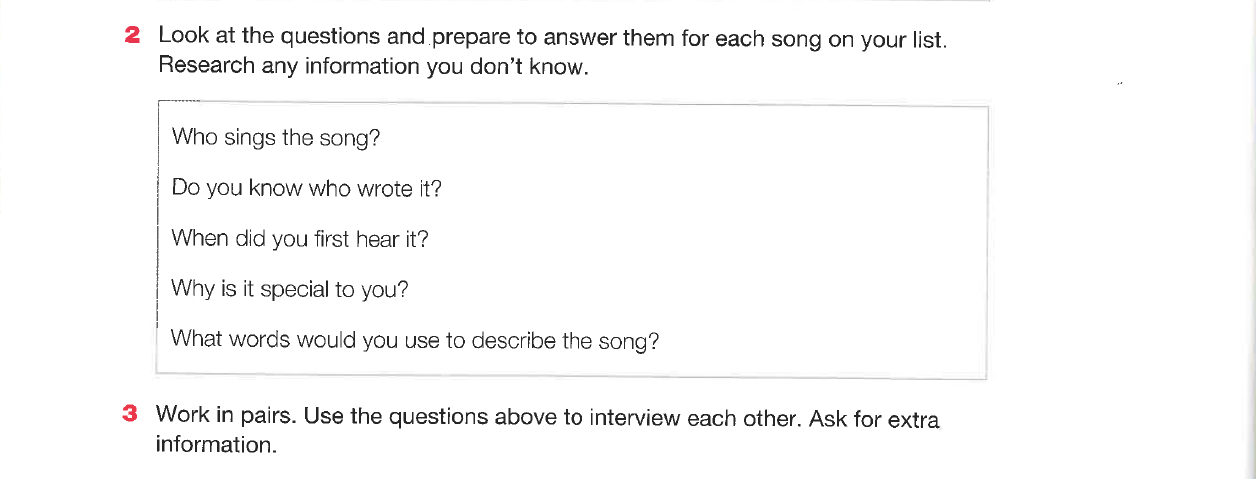 2 Look at the questions and prepare to answer them for each song on your list.
Research any information you don't know.
Who sings the song?
Do you know who wrote it?
When did you first hear it?
Why is it special to you?
What words would you use to describe the song?
3 Work in pairs. Use the questions above to interview each other. Ask for extra
information.